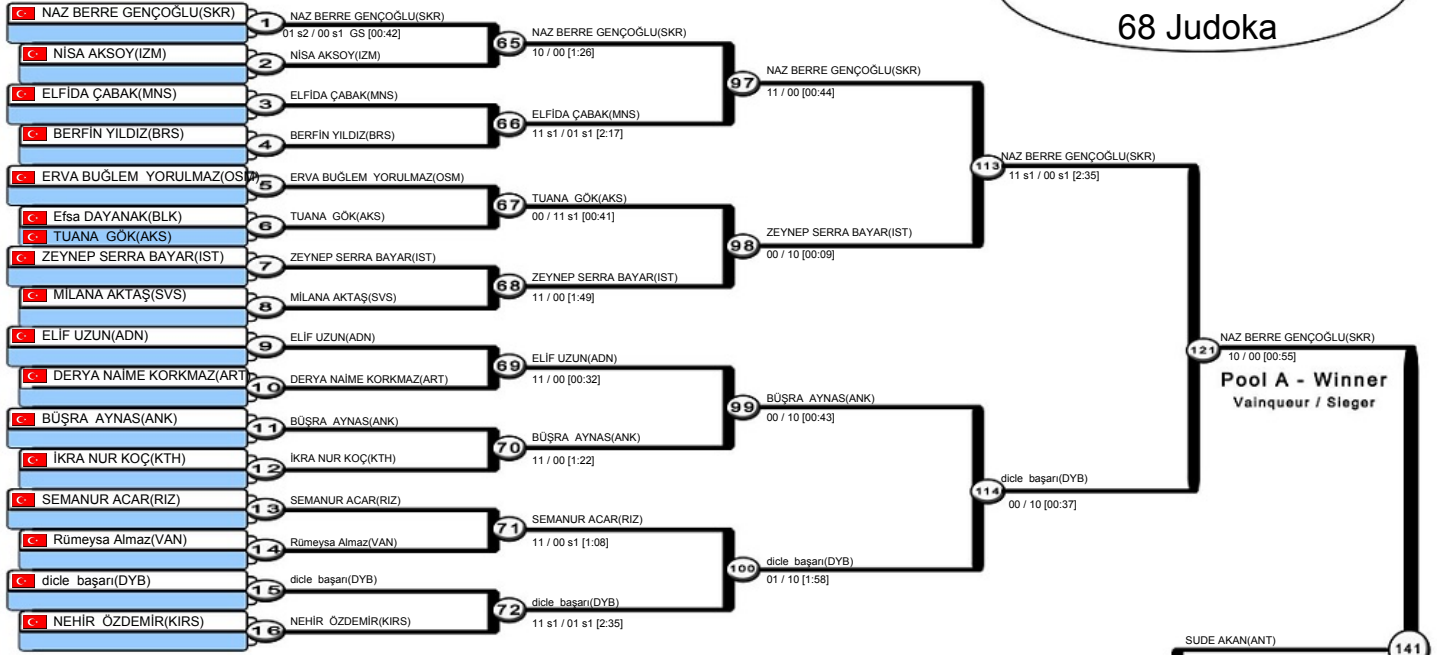 68 Judoka
NAZ BERRE GENÇOĞLU(SKR)
NİSA AKSOY(IZM)
ELFİDA ÇABAK(MNS)
BERFİN YILDIZ(BRS)
ERVA BUĞLEM YORULMAZ(OSM)
Efsa DAYANAK(BLK)
TUANA GÖK(AKS)
ZEYNEP SERRA BAYAR(IST)
MİLANA AKTAŞ(SVS)
ELİF UZUN(ADN)
DERYA NAİME KORKMAZ(ART)
BÜŞRA AYNAS(ANK)
İKRA NUR KOÇ(KTH)
SEMANUR ACAR(RIZ)
Rümeysa Almaz(VAN)
dicle başarı(DYB)
NEHİR ÖZDEMİR(KIRS)
1
2
3
4
5
6
7
8
9
10
11
12
13
14
15
16
NAZ BERRE GENÇOĞLU(SKR)
01 s2 / 00 s1 GS [00:42]
NİSA AKSOY(IZM)
ELFİDA ÇABAK(MNS)
BERFİN YILDIZ(BRS)
ERVA BUĞLEM YORULMAZ(OSM)
TUANA GÖK(AKS)
ZEYNEP SERRA BAYAR(IST)
MİLANA AKTAŞ(SVS)
ELİF UZUN(ADN)
DERYA NAİME KORKMAZ(ART)
BÜŞRA AYNAS(ANK)
İKRA NUR KOÇ(KTH)
SEMANUR ACAR(RIZ)
Rümeysa Almaz(VAN)
dicle başarı(DYB)
NEHİR ÖZDEMİR(KIRS)
65
NAZ BERRE GENÇOĞLU(SKR)
10 / 00 [1:26]
66
ELFİDA ÇABAK(MNS)
11 s1 / 01 s1 [2:17]
67
TUANA GÖK(AKS)
00 / 11 s1 [00:41]
68
ZEYNEP SERRA BAYAR(IST)
11 / 00 [1:49]
69
ELİF UZUN(ADN)
11 / 00 [00:32]
70
BÜŞRA AYNAS(ANK)
11 / 00 [1:22]
71
SEMANUR ACAR(RIZ)
11 / 00 s1 [1:08]
72
dicle başarı(DYB)
11 s1 / 01 s1 [2:35]
97
NAZ BERRE GENÇOĞLU(SKR)
11 / 00 [00:44]
98
ZEYNEP SERRA BAYAR(IST)
00 / 10 [00:09]
99
BÜŞRA AYNAS(ANK)
00 / 10 [00:43]
100
dicle başarı(DYB)
01 / 10 [1:58]
113
NAZ BERRE GENÇOĞLU(SKR)
11 s1 / 00 s1 [2:35]
114
dicle başarı(DYB)
00 / 10 [00:37]
121
NAZ BERRE GENÇOĞLU(SKR)
10 / 00 [00:55]
Pool A - Winner
Vainqueur / Sieger
SUDE AKAN(ANT)
141